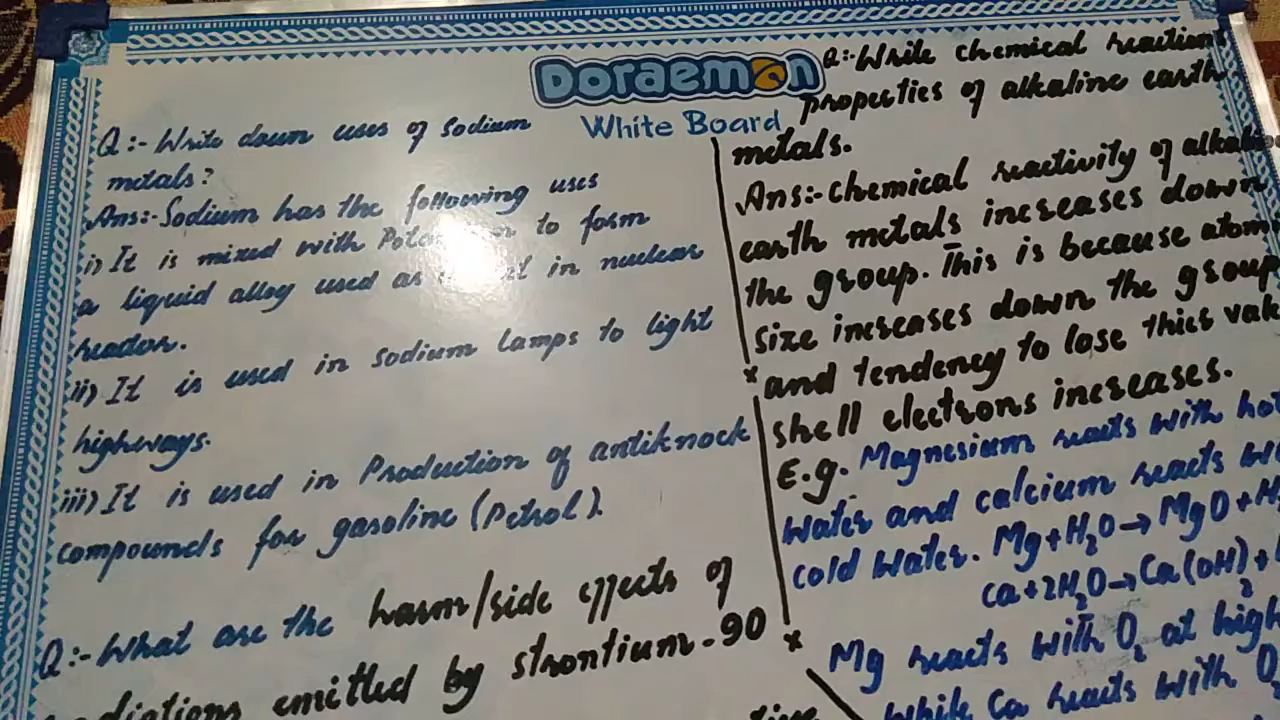 Doraemon
White Board
Q:- Write down uses of sodium
metals?
Ans:- Sodium has the following uses
i) It is mixed with to form
a liquid alloy used as in nuclear
reactor.
ii) It is used in sodium lamps to light
highways.
iii) It is used in Production of antiknock
compounds for gasoline (Petrol).
Q:- What are the harm/side effects of
emitted by strontium-90
Q:- Write chemical reactions
properties of alkaline earth
metals.
Ans:- Chemical reactivity of
earth metals increases down
the group. This is because
size increases down the group
and tendency to lose thier
shell electrons increases.
E.g. Magnesium reacts with hot
water and calcium reacts
cold water. Mg+H₂O→MgO+
Ca+2H₂O→Ca(OH)₂+
Mg reacts with O₂ at high
while Ca reacts with O₂